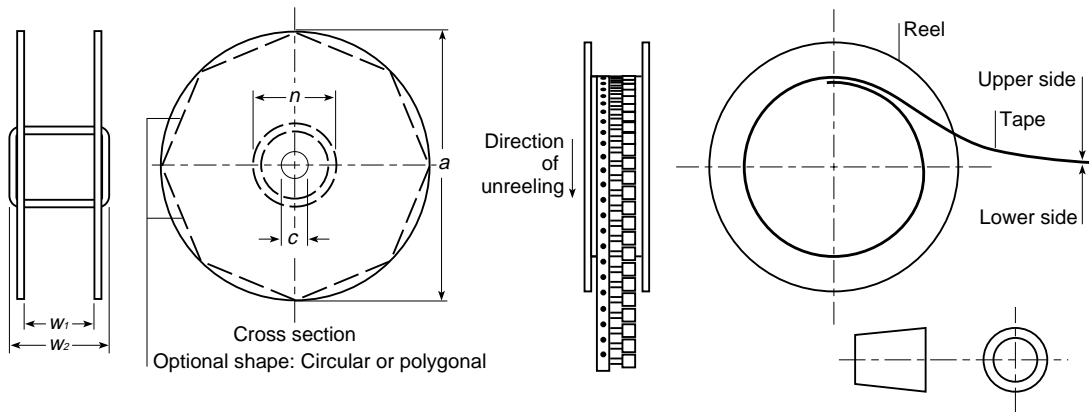 n
a
c
w1
w2
Cross section
Optional shape: Circular or polygonal
Direction
of
unreeling
Reel
Upper side
Tape
Lower side